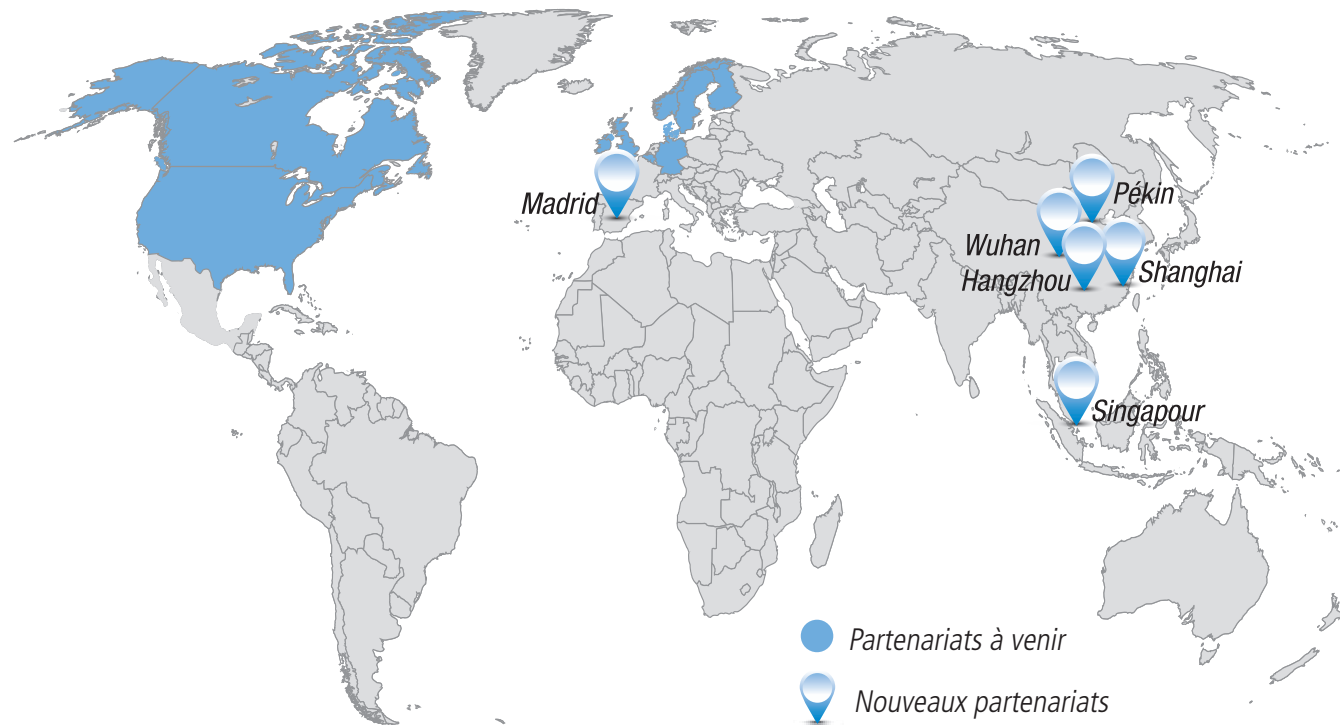 Madrid
Pékin
Wuhan
Hangzhou
Shanghai
Singapour
Partenariats à venir
Nouveaux partenariats